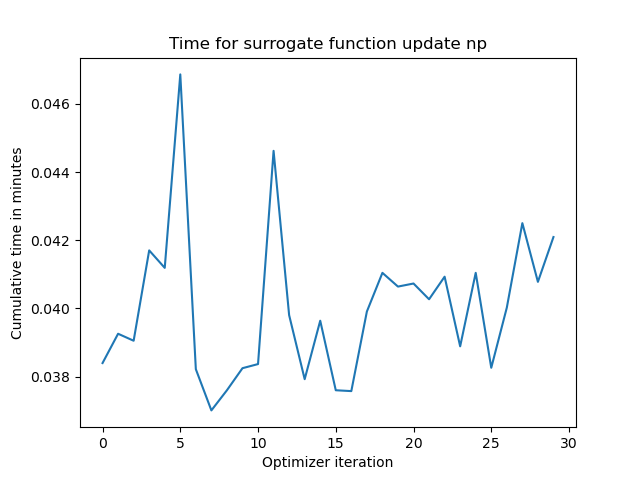 Time for surrogate function update np
Cumulative time in minutes
0.046
0.044
0.042
0.040
0.038
0 5 10 15 20 25 30
Optimizer iteration